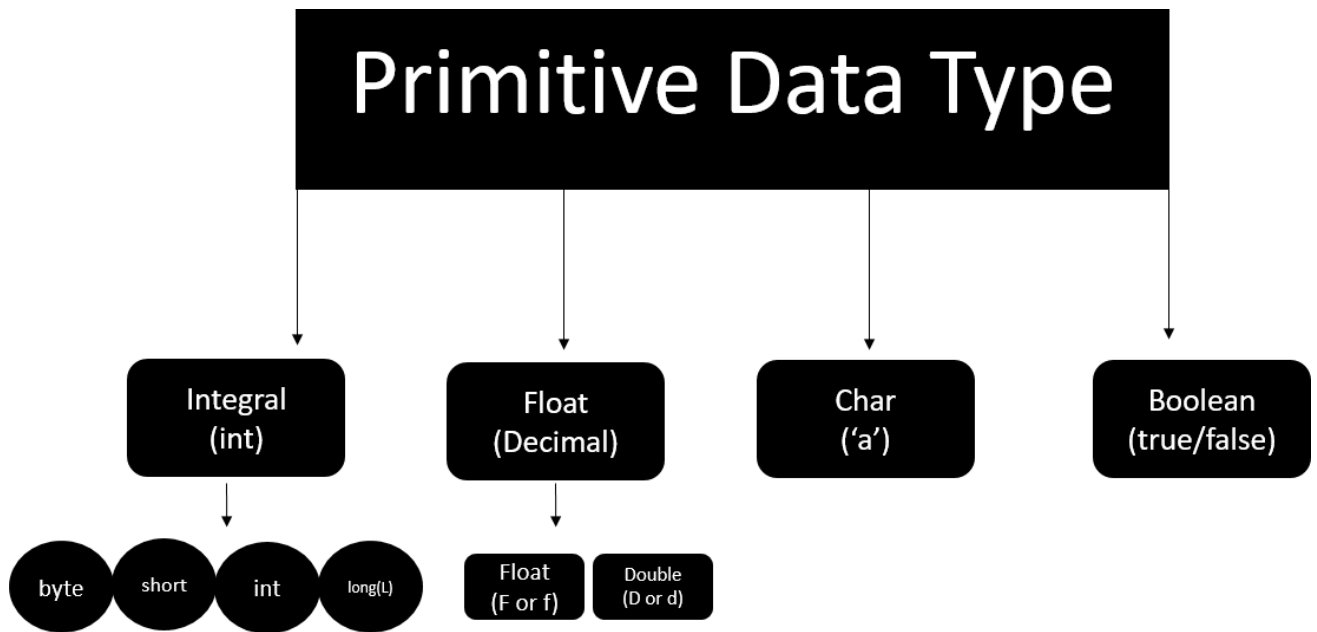 Primitive Data Type
Integral
(int)
Float
(Decimal)
Char
(‘a’)
Boolean
(true/false)
byte
short
int
long(L)
Float
(F or f)
Double
(D or d)